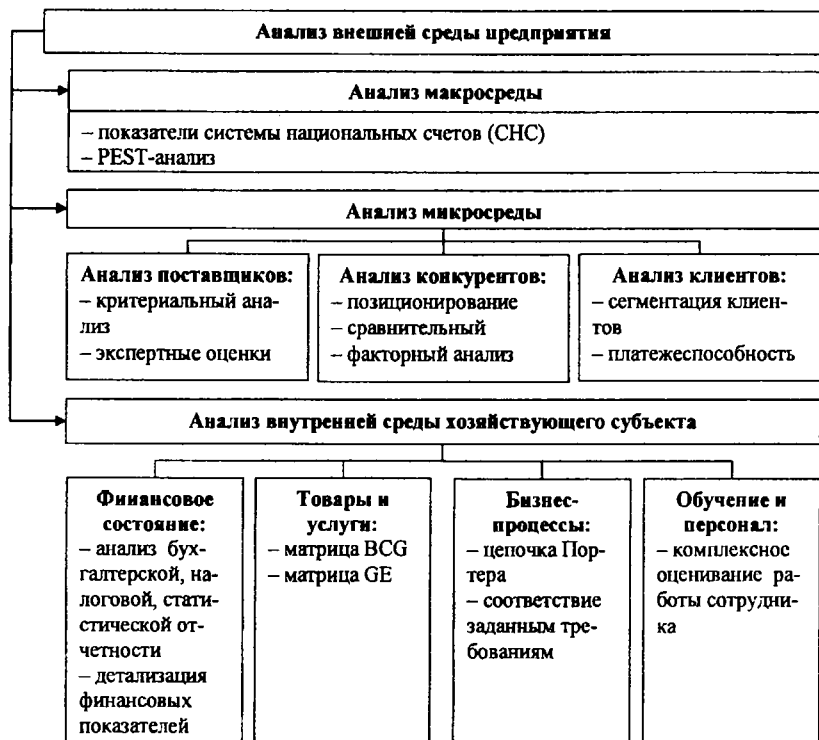 Анализ внешней среды предприятия
Анализ макросреды
– показатели системы национальных счетов (СНС)
– PEST-анализ
Анализ микросреды
Анализ поставщиков:
– критериальный ана-
лиз
– экспертные оценки
Анализ конкурентов:
– позиционирование
– сравнительный
– факторный анализ
Анализ клиентов:
– сегментация клиен-
тов
– платежеспособность
Анализ внутренней среды хозяйствующего субъекта
Финансовое
состояние:
– анализ бух-
галтерской, на-
логовой, стати-
стической от-
четности
– детализация
финансовых
показателей
Товары и
услуги:
– матрица BCG
– матрица GE
Бизнес-
процессы:
– цепочка Пор-
тера
– соответствие
заданным тре-
бованиям
Обучение и
персонал:
– комплексное
оценивание ра-
боты сотрудни-
ка